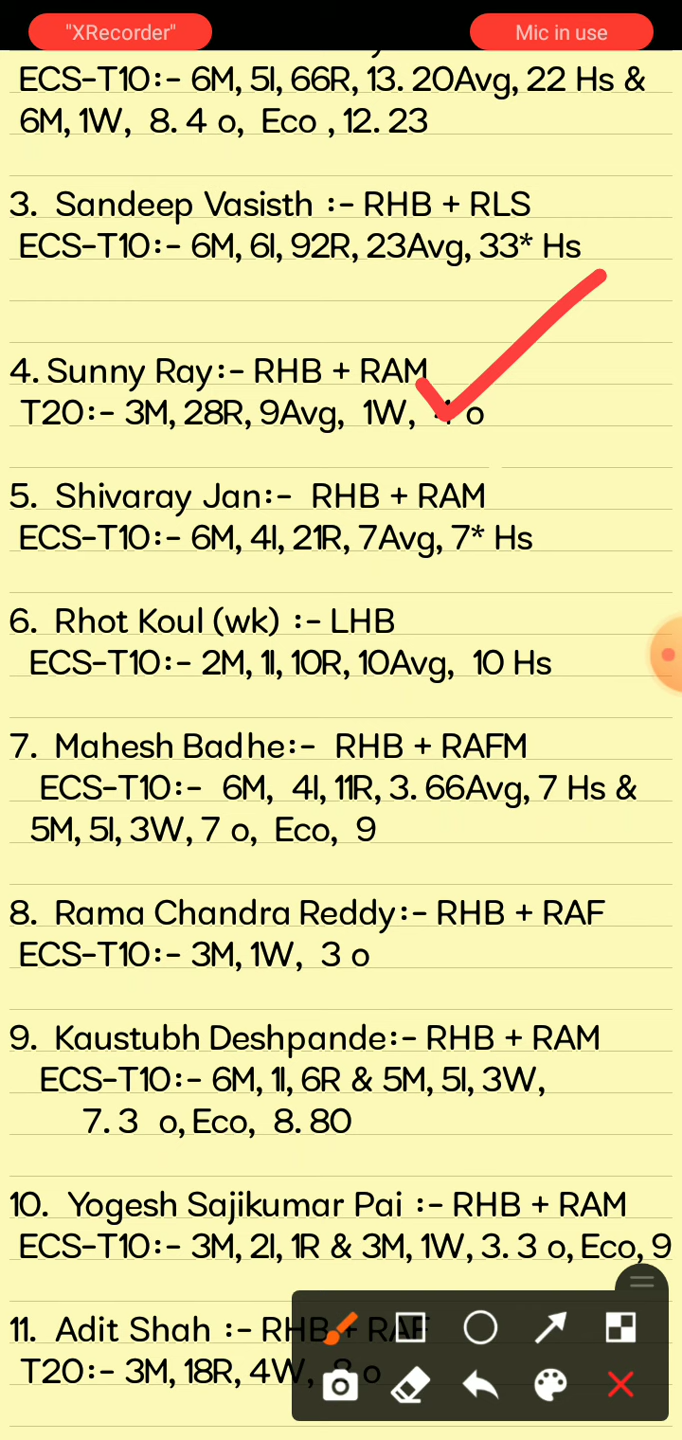 "XRecorder"
Mic in use
ECS-T10:- 6M, 5I, 66R, 13. 20Avg, 22 Hs &
6M, 1W, 8. 4 o, Eco , 12. 23
3. Sandeep Vasisth :- RHB + RLS
ECS-T10:- 6M, 6I, 92R, 23Avg, 33* Hs
4. Sunny Ray:- RHB + RAM
T20:- 3M, 28R, 9Avg, 1W, o
5. Shivaray Jan:- RHB + RAM
ECS-T10:- 6M, 4I, 21R, 7Avg, 7* Hs
6. Rhot Koul (wk) :- LHB
ECS-T10:- 2M, 1I, 10R, 10Avg, 10 Hs
7. Mahesh Badhe:- RHB + RAFM
ECS-T10:- 6M, 4I, 11R, 3. 66Avg, 7 Hs &
5M, 5I, 3W, 7 o, Eco, 9
8. Rama Chandra Reddy:- RHB + RAF
ECS-T10:- 3M, 1W, 3 o
9. Kaustubh Deshpande:- RHB + RAM
ECS-T10:- 6M, 1I, 6R & 5M, 5I, 3W,
7. 3 o, Eco, 8. 80
10. Yogesh Sajikumar Pai :- RHB + RAM
ECS-T10:- 3M, 2I, 1R & 3M, 1W, 3. 3 o, Eco, 9
11. Adit Shah :- RHB + RAF
T20:- 3M, 18R, 4W, o